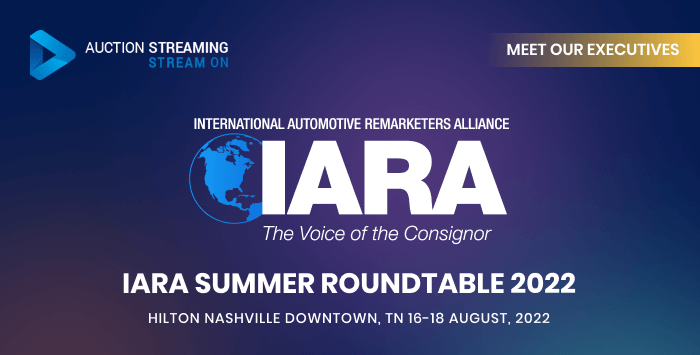 AUCTION STREAMING
STREAM ON
MEET OUR EXECUTIVES
INTERNATIONAL AUTOMOTIVE REMARKETERS ALLIANCE
IARA
The Voice of the Consignor
IARA SUMMER ROUNDTABLE 2022
HILTON NASHVILLE DOWNTOWN, TN 16-18 AUGUST, 2022